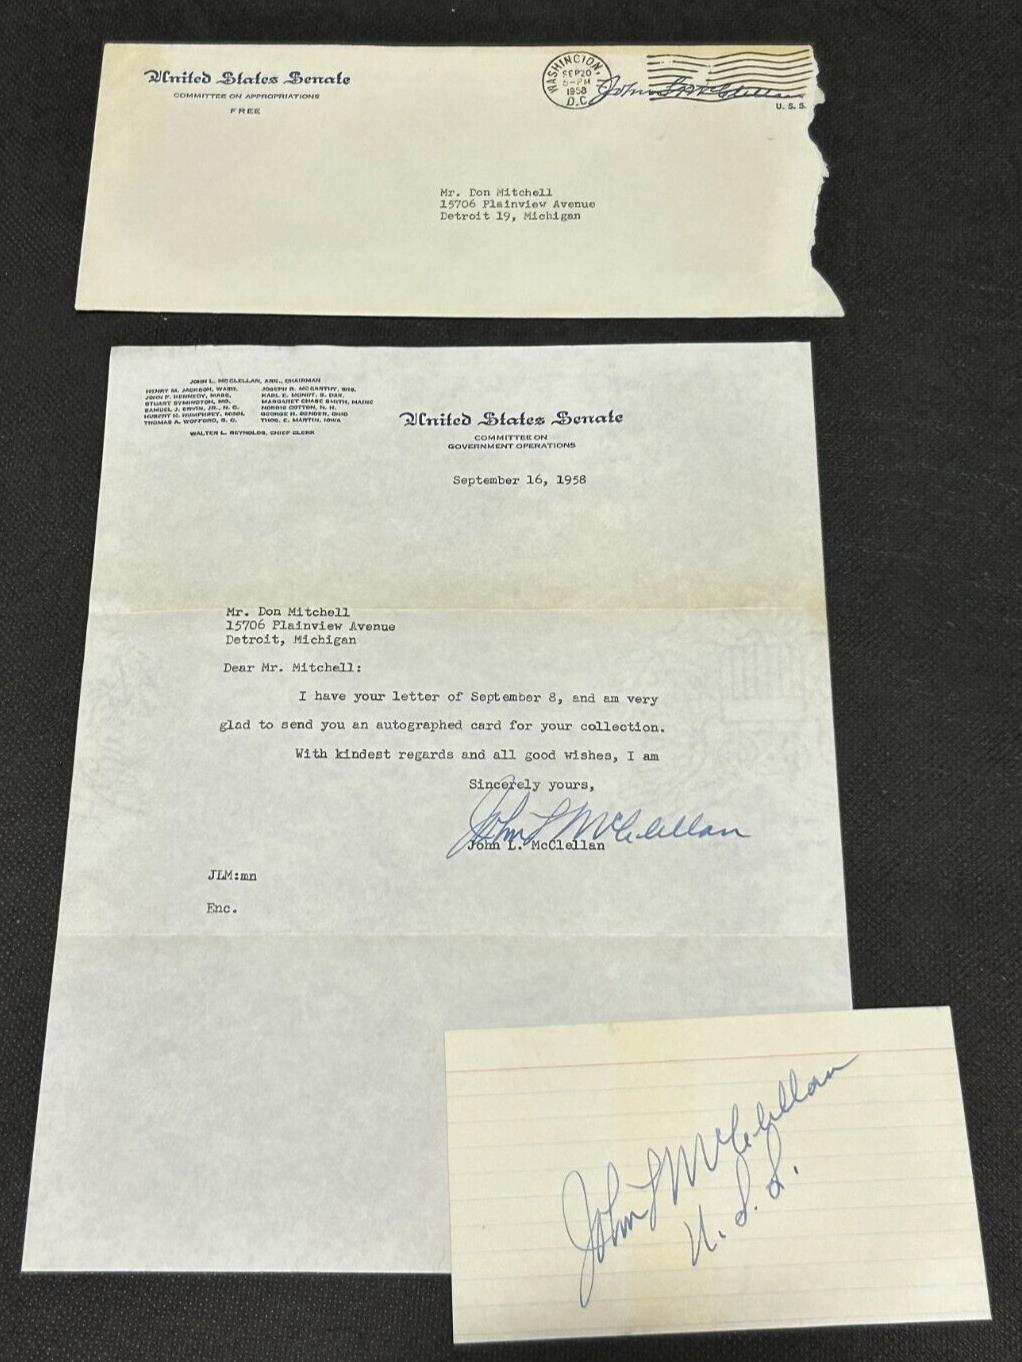 United States Senate
COMMITTEE ON APPROPRIATIONS
FREE
WASHINGTON,
SEP 20
5-PM
1958
D.C.
John L McClellan
U. S. S.
Mr. Don Mitchell
15706 Plainview Avenue
Detroit 19, Michigan
JOHN L. MCCLELLAN, ARK., CHAIRMAN
HENRY M. JACKSON, WASH.
JOHN F. KENNEDY, MASS.
STUART SYMINGTON, MO.
SAMUEL J. ERVIN, JR., N. C.
HUBERT H. HUMPHREY, MINN.
THOMAS A. WOFFORD, S. C.
JOSEPH R. MCCARTHY, WIS.
KARL E. MUNDT, S. DAK.
MARGARET CHASE SMITH, MAINE
NORRIS COTTON, N. H.
GEORGE H. BENDER, OHIO
THOS. E. MARTIN, IOWA
WALTER L. REYNOLDS, CHIEF CLERK
United States Senate
COMMITTEE ON
GOVERNMENT OPERATIONS
September 16, 1958
Mr. Don Mitchell
15706 Plainview Avenue
Detroit, Michigan
Dear Mr. Mitchell:
I have your letter of September 8, and am very
glad to send you an autographed card for your collection.
With kindest regards and all good wishes, I am
Sincerely yours,
John L McClellan
John L. McClellan
JLM:mn
Enc.
John L McClellan
U. S. S.